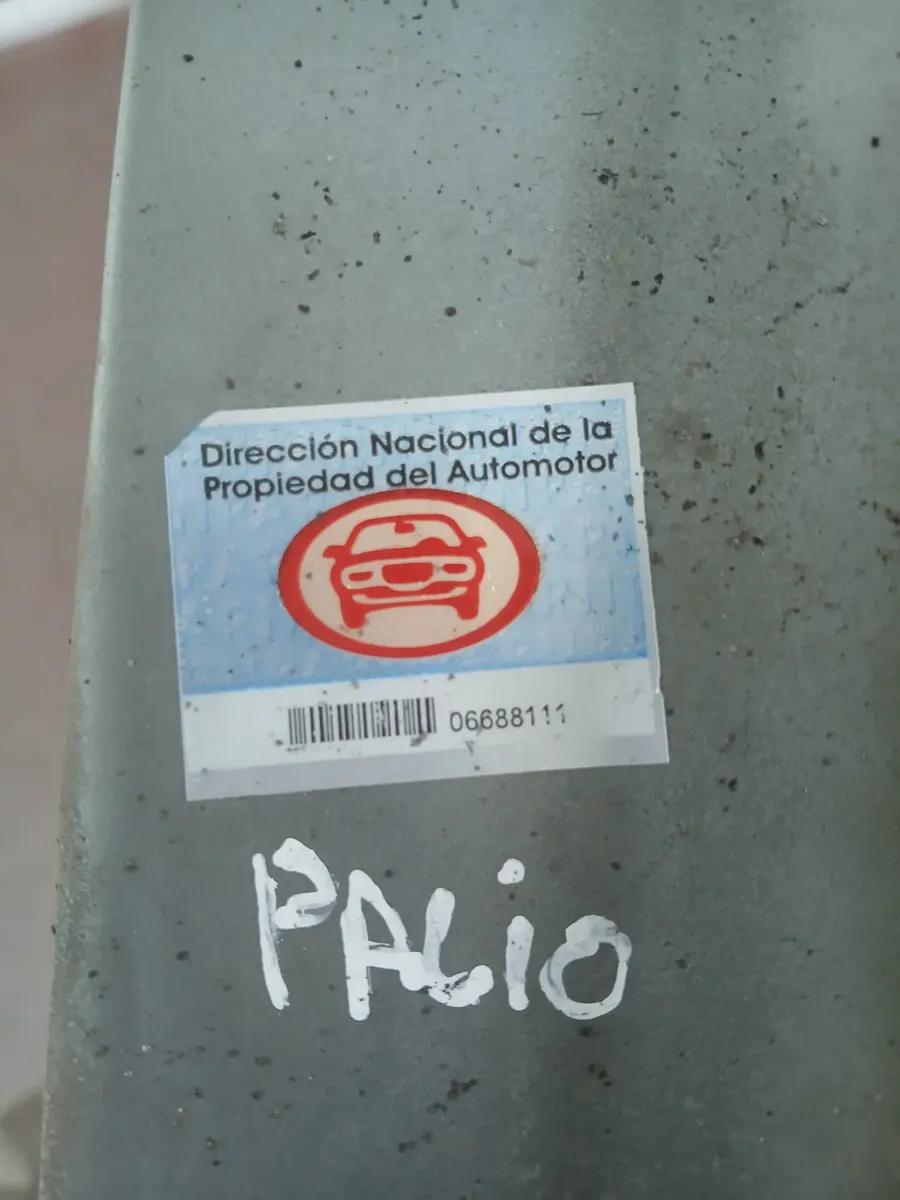 Dirección Nacional de la
Propiedad del Automotor
06688111
PALiO